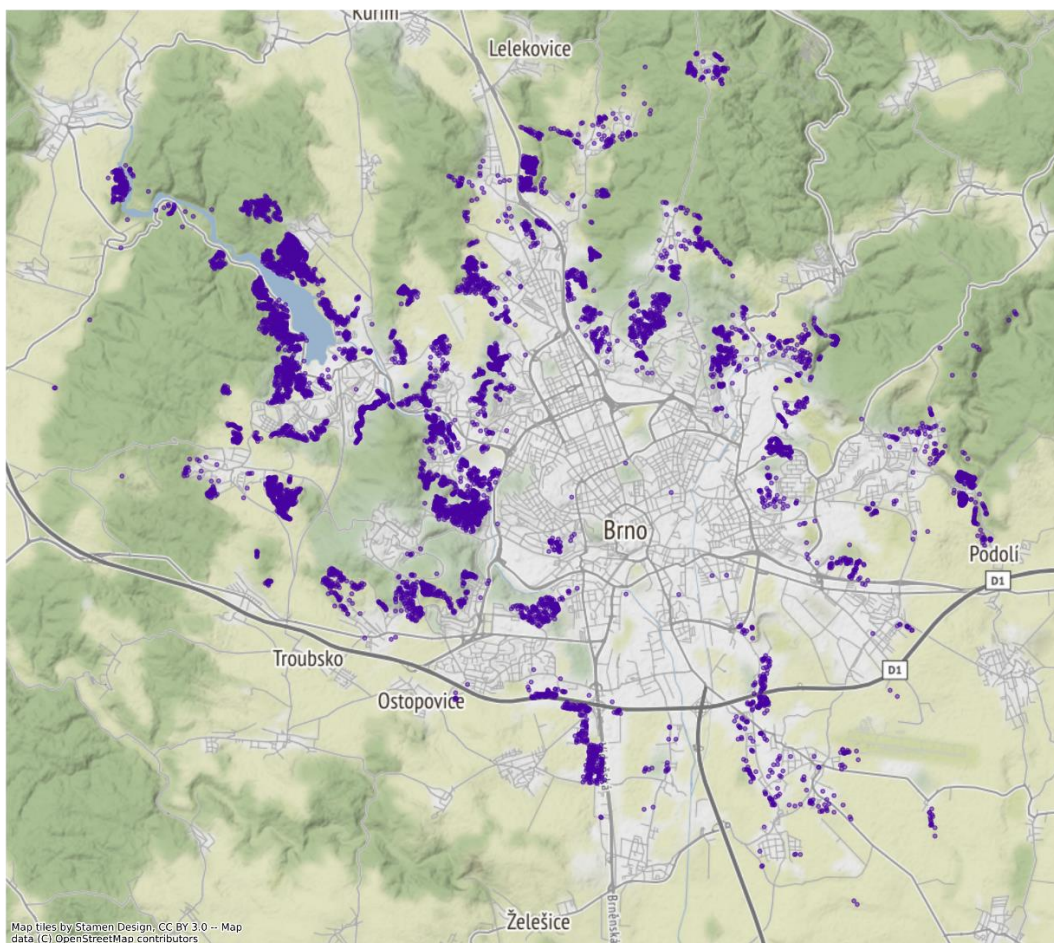 Kuřim
Lelekovice
Brno
Podolí
D1
D1
Troubsko
Ostopovice
Želešice
Brněnská
Map tiles by Stamen Design, CC BY 3.0 -- Map
data (C) OpenStreetMap contributors